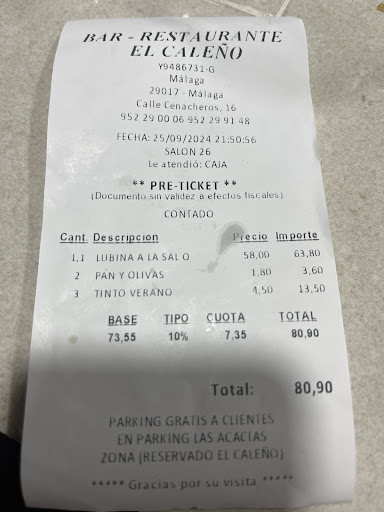 BAR - RESTAURANTE
EL CALEÑO
Y9486731-G
Málaga
29017 - Málaga
Calle Cenacheros, 16
952 29 00 06 952 29 91 48
FECHA: 25/09/2024 21:50:56
SALON 26
Le atendió: CAJA
** PRE-TICKET **
(Documento sin validez a efectos fiscales)
CONTADO
Cant. Descripcion Precio Importe
1,1 LUBINA A LA SAL O 58,00 63,80
2 PAN Y OLIVAS 1,80 3,60
3 TINTO VERANO 4,50 13,50
BASE TIPO CUOTA TOTAL
73,55 10% 7,35 80,90
Total: 80,90
PARKING GRATIS A CLIENTES
EN PARKING LAS ACACIAS
ZONA (RESERVADO EL CALEÑO)
***** Gracias por su visita *****